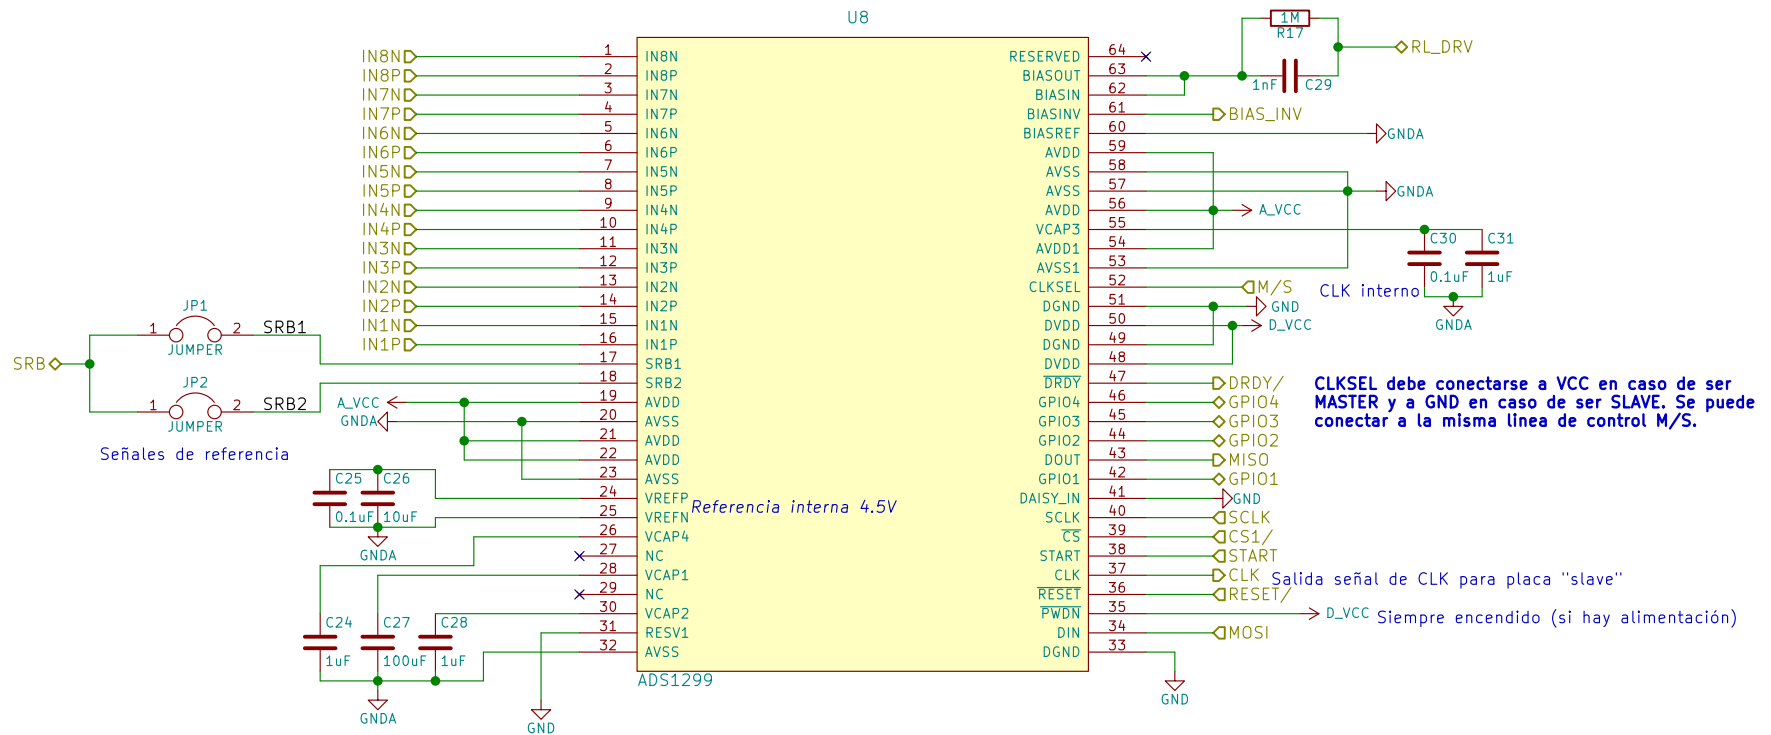 U8
IN8N 1 IN8N
IN8P 2 IN8P
IN7N 3 IN7N
IN7P 4 IN7P
IN6N 5 IN6N
IN6P 6 IN6P
IN5N 7 IN5N
IN5P 8 IN5P
IN4N 9 IN4N
IN4P 10 IN4P
IN3N 11 IN3N
IN3P 12 IN3P
IN2N 13 IN2N
IN2P 14 IN2P
IN1N 15 IN1N
IN1P 16 IN1P
17 SRB1
18 SRB2
A_VCC 19 AVDD
GNDA 20 AVSS
21 AVDD
22 AVDD
23 AVSS
24 VREFP
25 VREFN
26 VCAP4
27 NC
28 VCAP1
29 NC
30 VCAP2
31 RESV1
32 AVSS
Referencia interna 4.5V
ADS1299
SRB
JP1
1 2 SRB1
JUMPER
JP2
1 2 SRB2
JUMPER
Señales de referencia
C25 C26
0.1uF 10uF
GNDA
C24 C27 C28
1uF 100uF 1uF
GNDA
GND
RESERVED 64
BIASOUT 63
BIASIN 62
BIASINV 61 BIAS_INV
BIASREF 60 GNDA
AVDD 59
AVSS 58
AVSS 57 GNDA
AVDD 56 A_VCC
VCAP3 55
AVDD1 54
AVSS1 53
CLKSEL 52 M/S
DGND 51 GND
DVDD 50 D_VCC
DGND 49
DVDD 48
DRDY 47 DRDY/
GPIO4 46 GPIO4
GPIO3 45 GPIO3
GPIO2 44 GPIO2
DOUT 43 MISO
GPIO1 42 GPIO1
DAISY_IN 41 GND
SCLK 40 SCLK
CS 39 CS1/
START 38 START
CLK 37 CLK Salida señal de CLK para placa "slave"
RESET 36 RESET/
PWDN 35 D_VCC Siempre encendido (si hay alimentación)
DIN 34 MOSI
DGND 33
GND
1M
R17
RL_DRV
1nF C29
C30 C31
0.1uF 1uF
CLK interno
GNDA
CLKSEL debe conectarse a VCC en caso de ser
MASTER y a GND en caso de ser SLAVE. Se puede
conectar a la misma linea de control M/S.